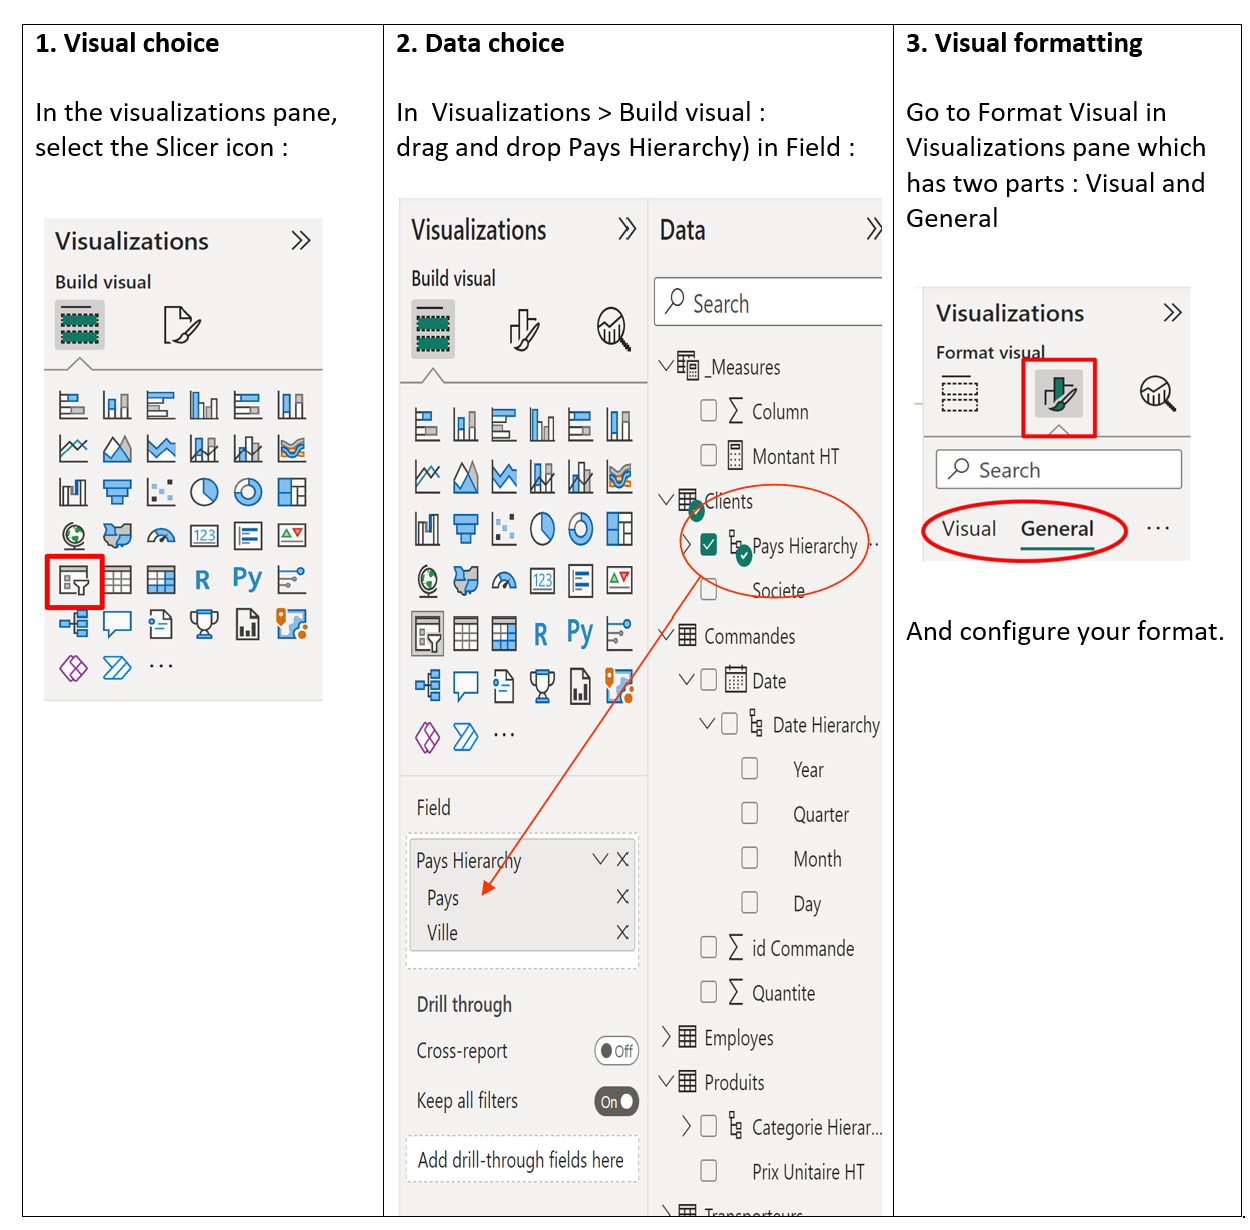 1. Visual choice
In the visualizations pane,
select the Slicer icon :
Visualizations
Build visual
123
R
Py
...
2. Data choice
In  Visualizations > Build visual :
drag and drop Pays Hierarchy) in Field :
Visualizations
Build visual
123
R
Py
...
Field
Pays Hierarchy
Pays
Ville
Drill through
Cross-report
Off
Keep all filters
On
Add drill-through fields here
Data
Search
_Measures
Column
Montant HT
Clients
Pays Hierarchy
Societe
Commandes
Date
Date Hierarchy
Year
Quarter
Month
Day
id Commande
Quantite
Employes
Produits
Categorie Hierar...
Prix Unitaire HT
Transporteurs
3. Visual formatting
Go to Format Visual in
Visualizations pane which
has two parts : Visual and
General
Visualizations
Format visual
Search
Visual General ...
And configure your format.